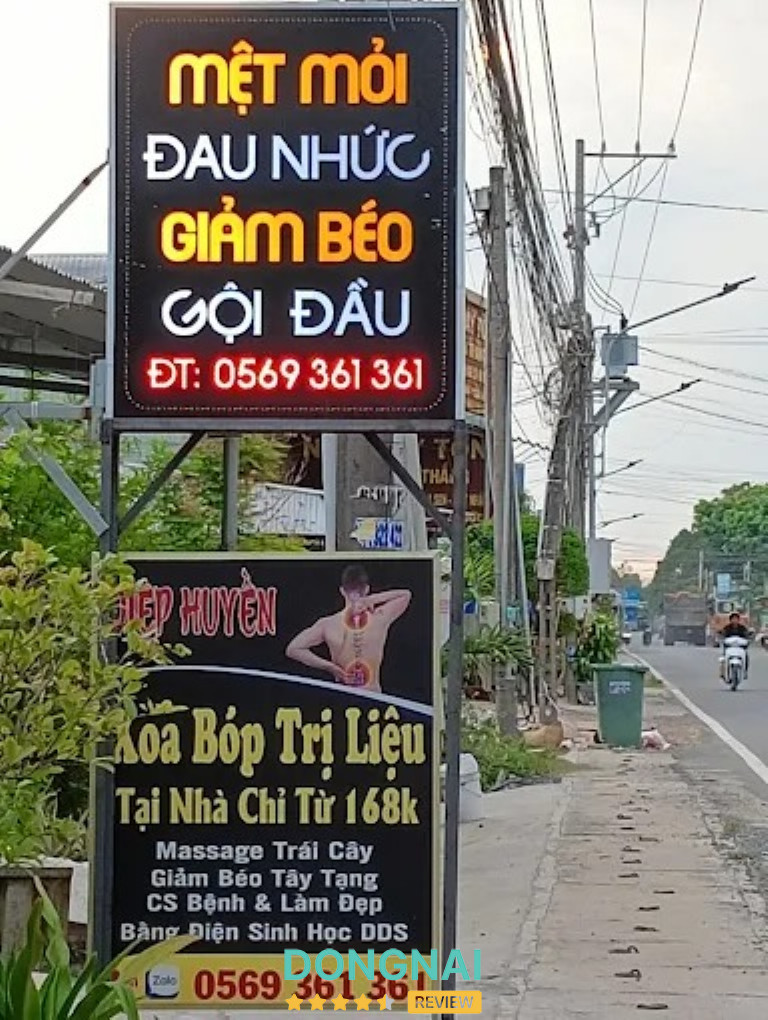 MỆT MỎI
ĐAU NHỨC
GIẢM BÉO
GỘI ĐẦU
ĐT: 0569 361 361
HUYỀN
Xoa Bóp Trị Liệu
Tại Nhà Chỉ Từ 168k
Massage Trái Cây
Giảm Béo Tây Tạng
CS Bệnh & Làm Đẹp
Bằng Điện Sinh Học DDS
Zalo
0569 361 361
DONGNAI
REVIEW